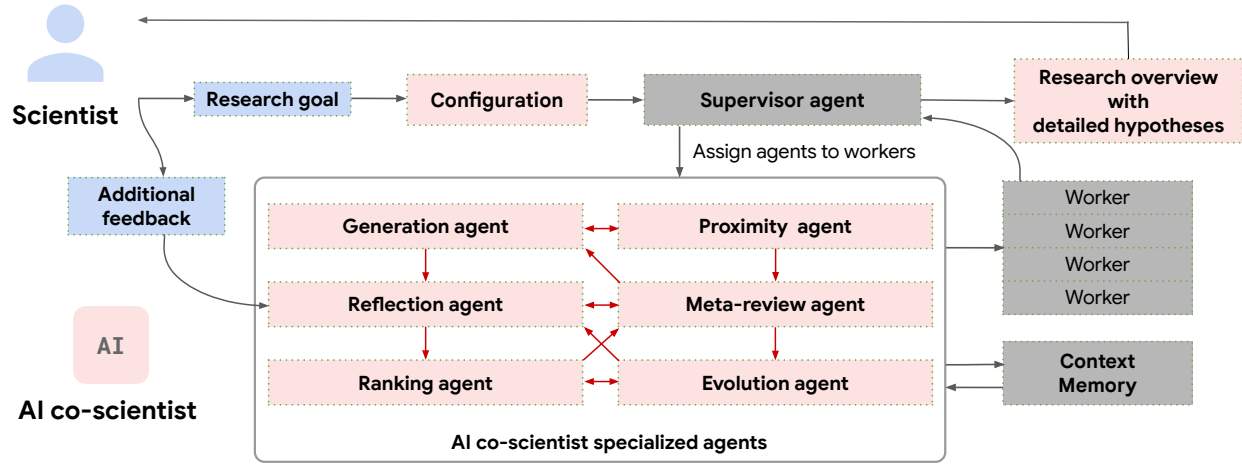 Scientist
Research goal
Configuration
Supervisor agent
Research overview
with
detailed hypotheses
Assign agents to workers
Additional
feedback
Generation agent
Proximity agent
Reflection agent
Meta-review agent
Ranking agent
Evolution agent
AI co-scientist specialized agents
Worker
Worker
Worker
Worker
Context
Memory
AI
AI co-scientist